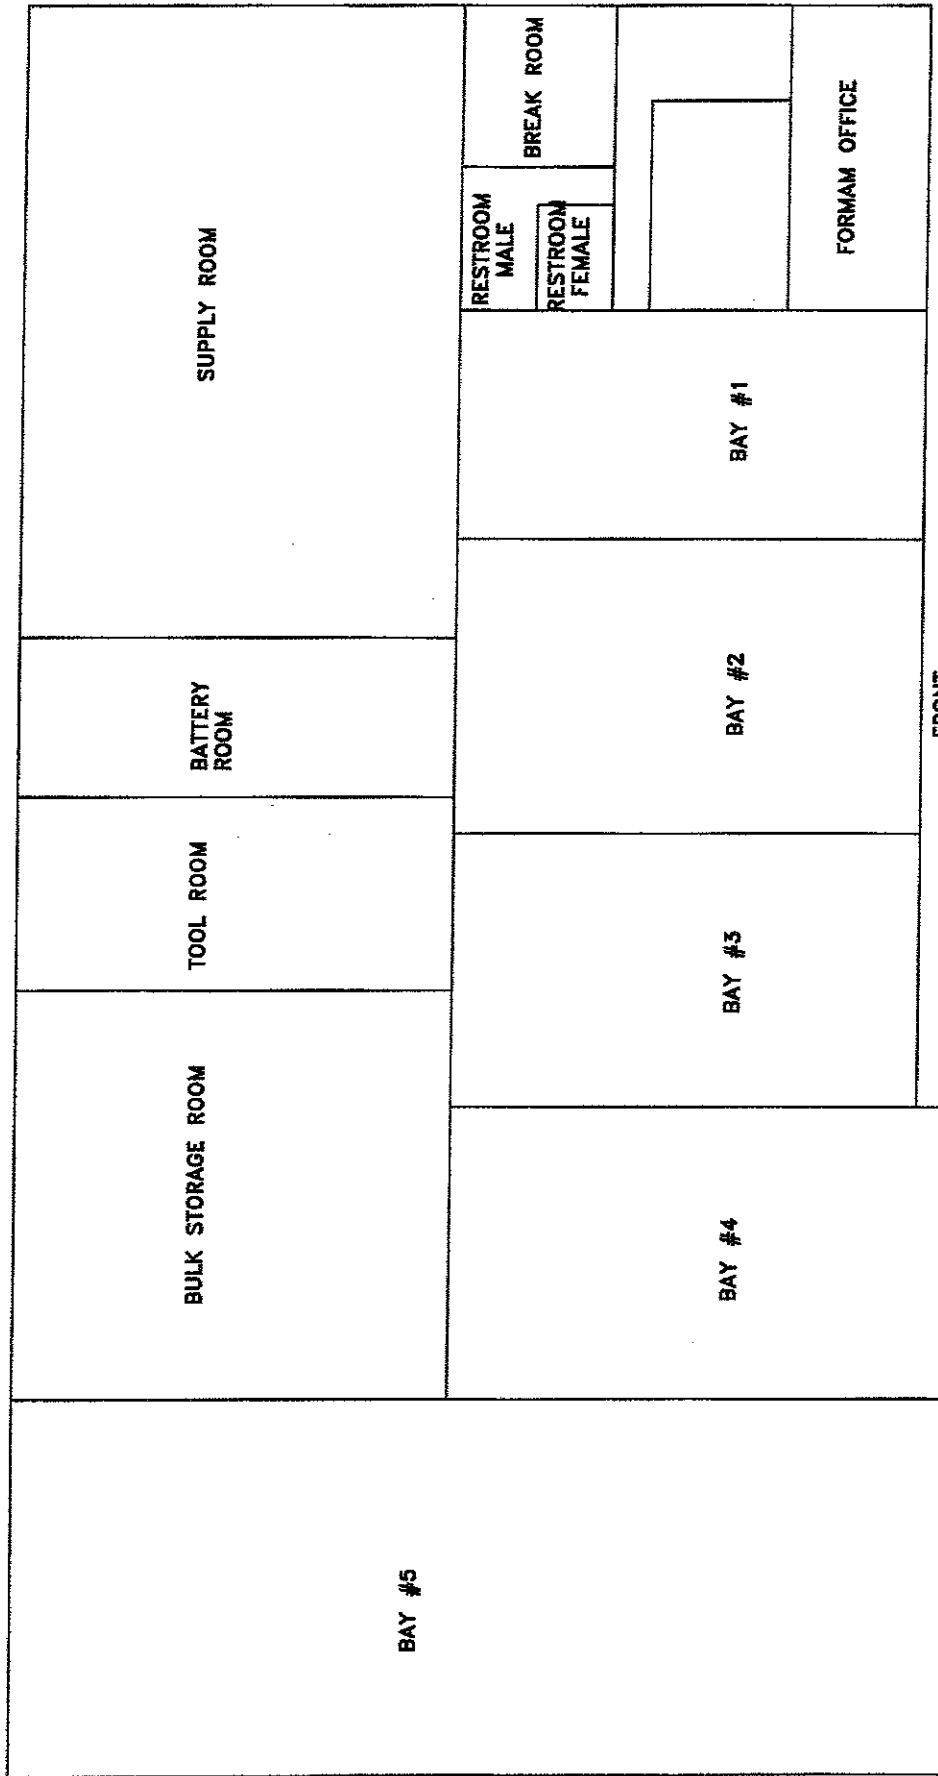 BULK STORAGE ROOM
TOOL ROOM
BATTERY
ROOM
SUPPLY ROOM
BAY #5
RESTROOM
MALE
BREAK ROOM
RESTROOM
FEMALE
BAY #4
BAY #3
BAY #2
BAY #1
FORMAM OFFICE
FRONT